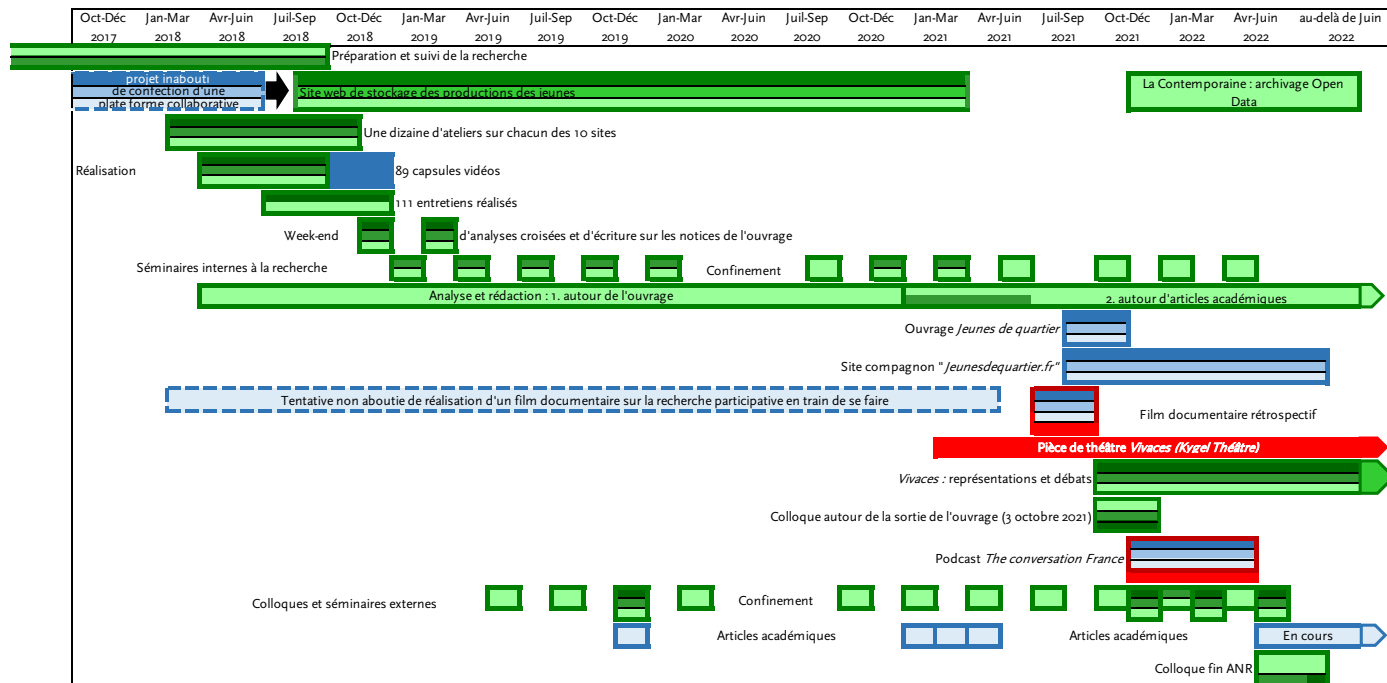 Oct-Déc Jan-Mar Avr-Juin Juil-Sep Oct-Déc Jan-Mar Avr-Juin Juil-Sep Oct-Déc Jan-Mar Avr-Juin Juil-Sep Oct-Déc Jan-Mar Avr-Juin Juil-Sep Oct-Déc Jan-Mar Avr-Juin au-delà de Juin
2017 2018 2018 2018 2018 2019 2019 2019 2019 2020 2020 2020 2020 2021 2021 2021 2021 2022 2022 2022
Préparation et suivi de la recherche
projet inabouti
de confection d'une
plate forme collaborative
Site web de stockage des productions des jeunes
La Contemporaine : archivage Open
Data
Une dizaine d'ateliers sur chacun des 10 sites
Réalisation
89 capsules vidéos
111 entretiens réalisés
Week-end
d'analyses croisées et d'écriture sur les notices de l'ouvrage
Séminaires internes à la recherche
Confinement
Analyse et rédaction : 1. autour de l'ouvrage
2. autour d'articles académiques
Ouvrage Jeunes de quartier
Site compagnon "Jeunesdequartier.fr"
Tentative non aboutie de réalisation d'un film documentaire sur la recherche participative en train de se faire
Film documentaire rétrospectif
Pièce de théâtre Vivaces (Kygel Théâtre)
Vivaces : représentations et débats
Colloque autour de la sortie de l'ouvrage (3 octobre 2021)
Podcast The conversation France
Colloques et séminaires externes
Confinement
Articles académiques
Articles académiques
En cours
Colloque fin ANR